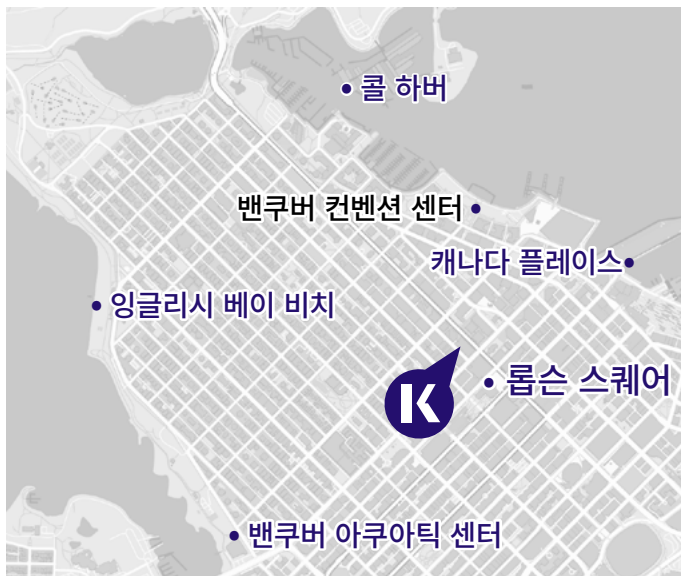 콜 하버
밴쿠버 컨벤션 센터
캐나다 플레이스
잉글리시 베이 비치
롭슨 스퀘어
K
밴쿠버 아쿠아틱 센터